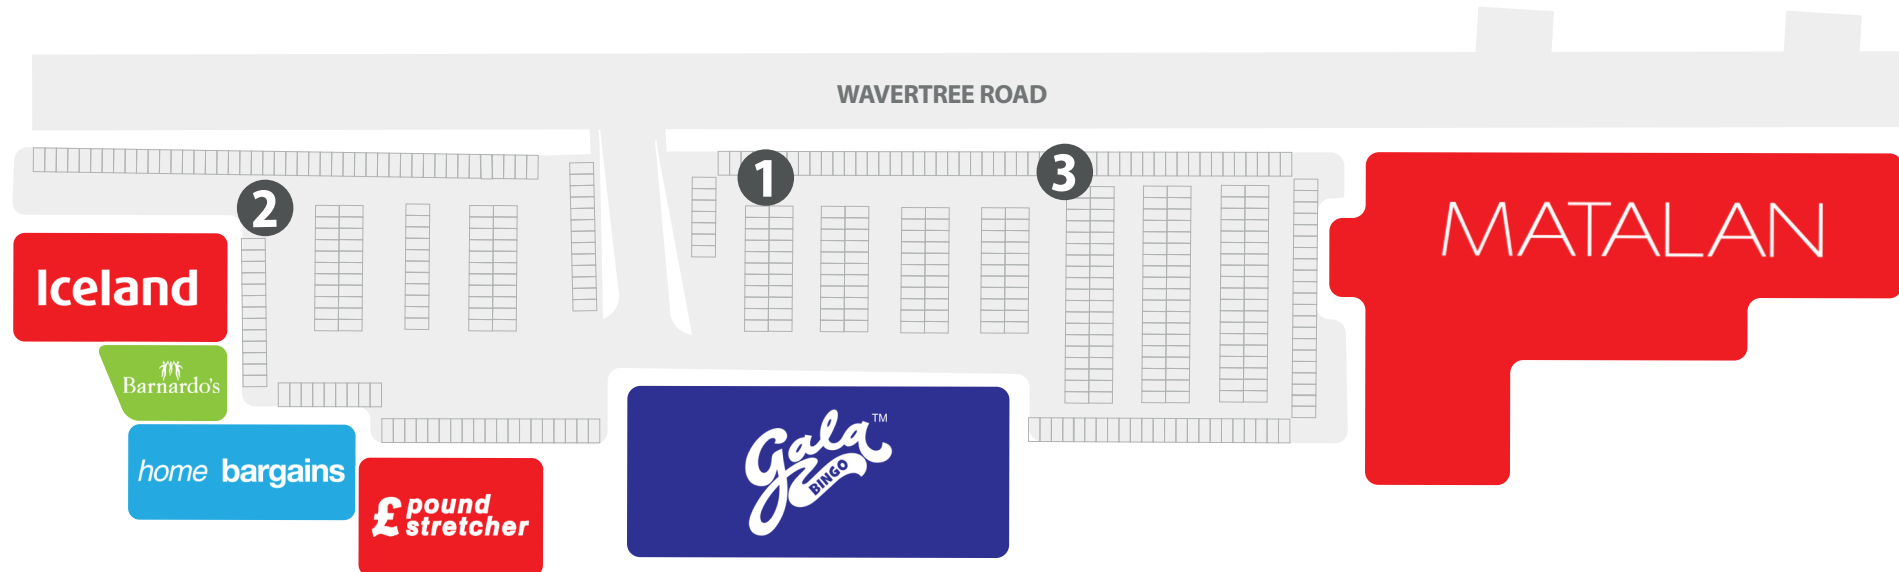 WAVERTREE ROAD
1
3
2
MATALAN
Iceland
Barnardo's
home bargains
£ pound
stretcher
Gala TM
BINGO